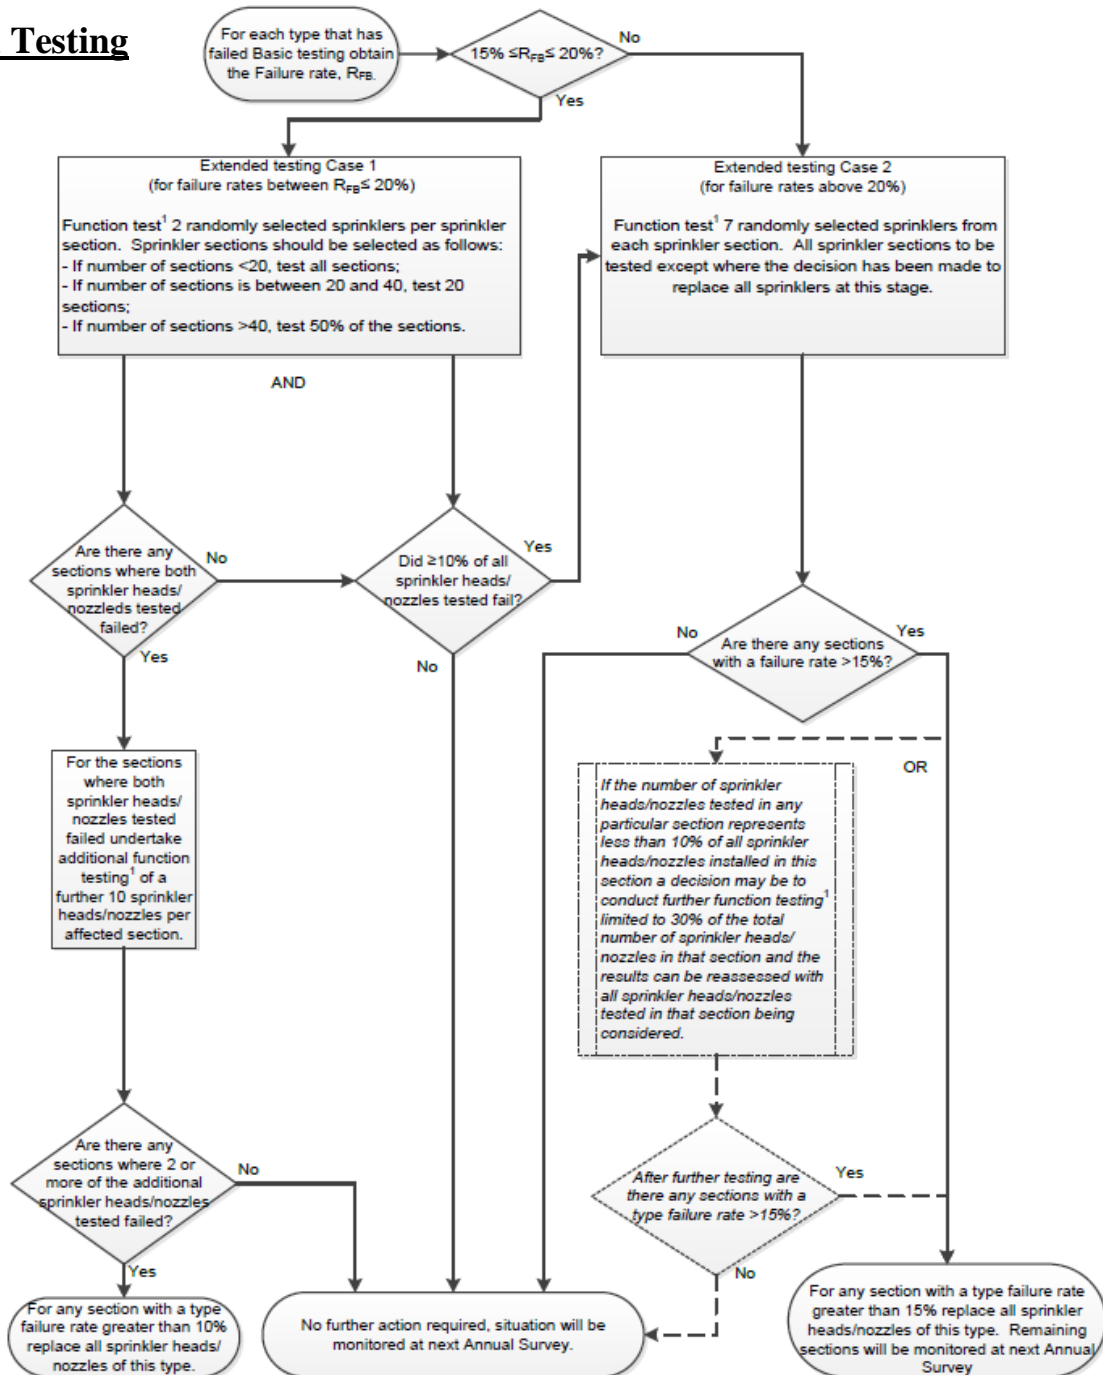 Testing
For each type that has
failed Basic testing obtain
the Failure rate, RFB.
15% ≤RFB≤ 20%?
No
Yes
Extended testing Case 1
(for failure rates between RFB≤ 20%)
Function test1 2 randomly selected sprinklers per sprinkler
section. Sprinkler sections should be selected as follows:
- If number of sections <20, test all sections;
- If number of sections is between 20 and 40, test 20
sections;
- If number of sections >40, test 50% of the sections.
Extended testing Case 2
(for failure rates above 20%)
Function test1 7 randomly selected sprinklers from
each sprinkler section. All sprinkler sections to be
tested except where the decision has been made to
replace all sprinklers at this stage.
AND
Are there any
sections where both
sprinkler heads/
nozzleds tested
failed?
No
Yes
Did ≥10% of all
sprinkler heads/
nozzles tested fail?
Yes
No
Are there any sections
with a failure rate >15%?
No
Yes
For the sections
where both
sprinkler heads/
nozzles tested
failed undertake
additional function
testing1 of a
further 10 sprinkler
heads/nozzles per
affected section.
OR
If the number of sprinkler
heads/nozzles tested in any
particular section represents
less than 10% of all sprinkler
heads/nozzles installed in this
section a decision may be to
conduct further function testing1
limited to 30% of the total
number of sprinkler heads/
nozzles in that section and the
results can be reassessed with
all sprinkler heads/nozzles
tested in that section being
considered.
Are there any
sections where 2 or
more of the additional
sprinkler heads/nozzles
tested failed?
No
Yes
After further testing are
there any sections with a
type failure rate >15%?
Yes
No
For any section with a type
failure rate greater than 10%
replace all sprinkler heads/
nozzles of this type.
No further action required, situation will be
monitored at next Annual Survey.
For any section with a type failure rate
greater than 15% replace all sprinkler
heads/nozzles of this type. Remaining
sections will be monitored at next Annual
Survey